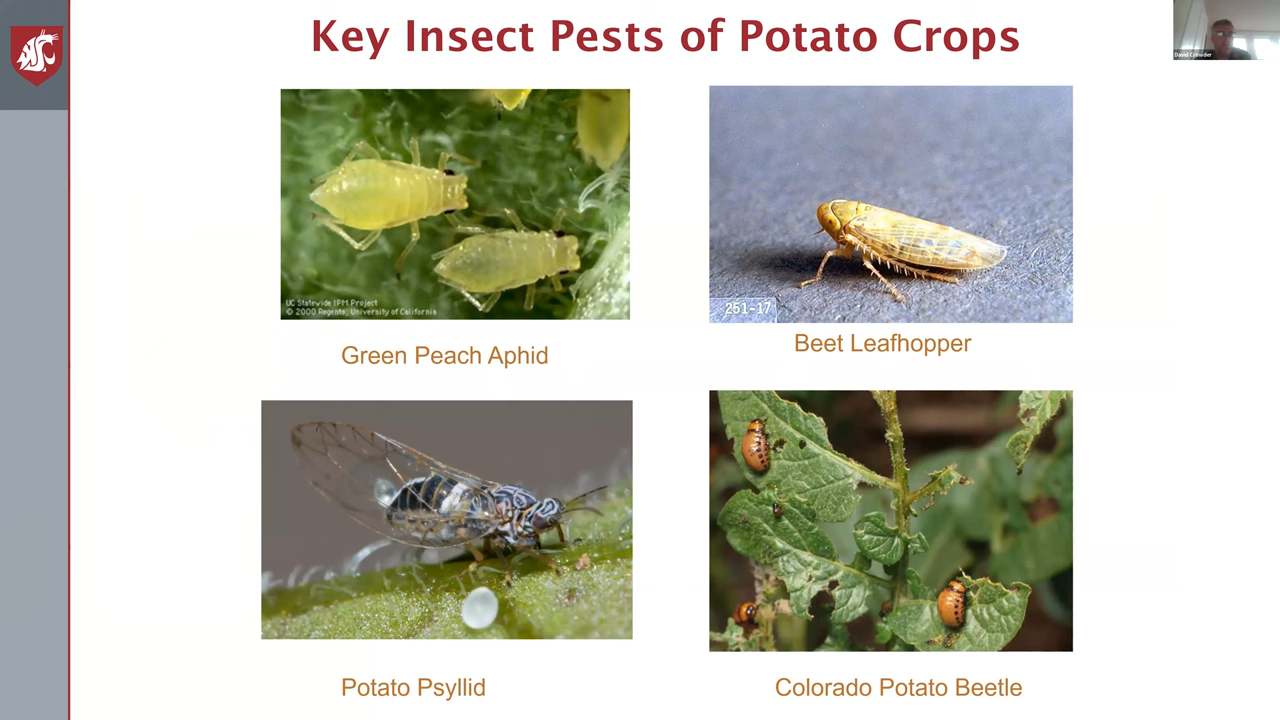 Key Insect Pests of Potato Crops
UC Statewide IPM Project
© 2000 Regents, University of California
251-17
Green Peach Aphid
Beet Leafhopper
Potato Psyllid
Colorado Potato Beetle